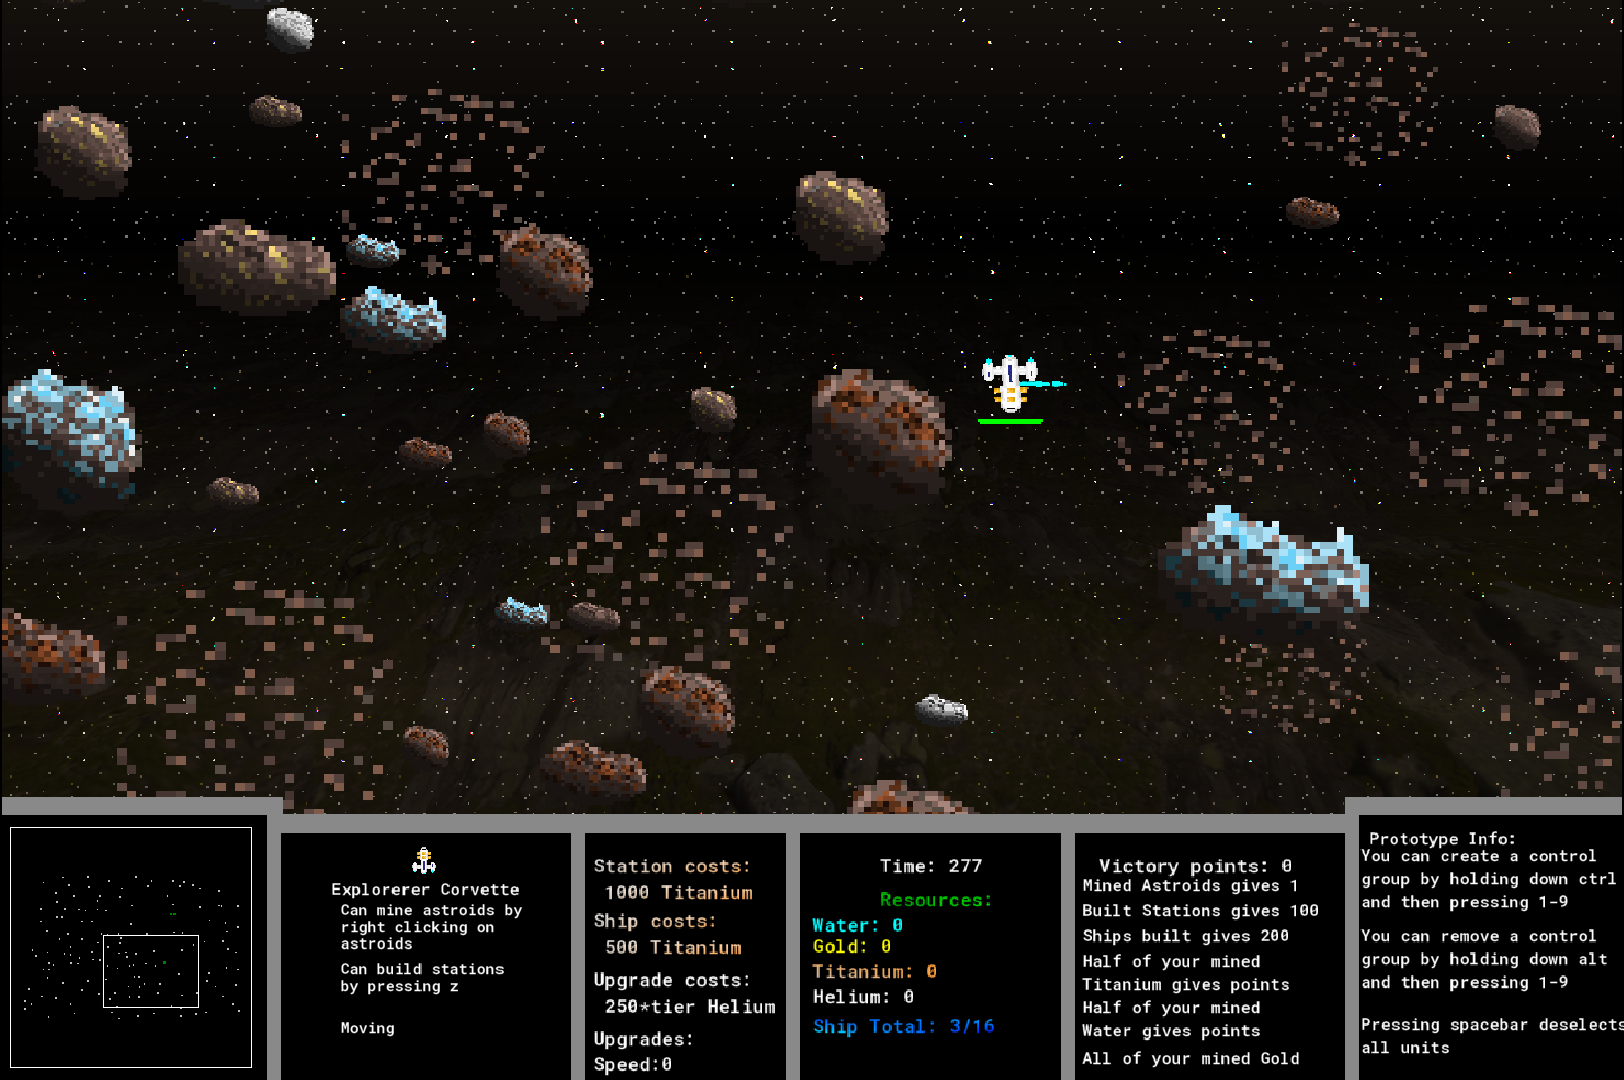 Explorerer Corvette
Can mine astroids by
right clicking on
astroids
Can build stations
by pressing z
Moving
Station costs:
1000 Titanium
Ship costs:
500 Titanium
Upgrade costs:
250*tier Helium
Upgrades:
Speed:0
Time: 277
Resources:
Water: 0
Gold: 0
Titanium: 0
Helium: 0
Ship Total: 3/16
Victory points: 0
Mined Astroids gives 1
Built Stations gives 100
Ships built gives 200
Half of your mined
Titanium gives points
Half of your mined
Water gives points
All of your mined Gold
Prototype Info:
You can create a control
group by holding down ctrl
and then pressing 1-9
You can remove a control
group by holding down alt
and then pressing 1-9
Pressing spacebar deselects
all units